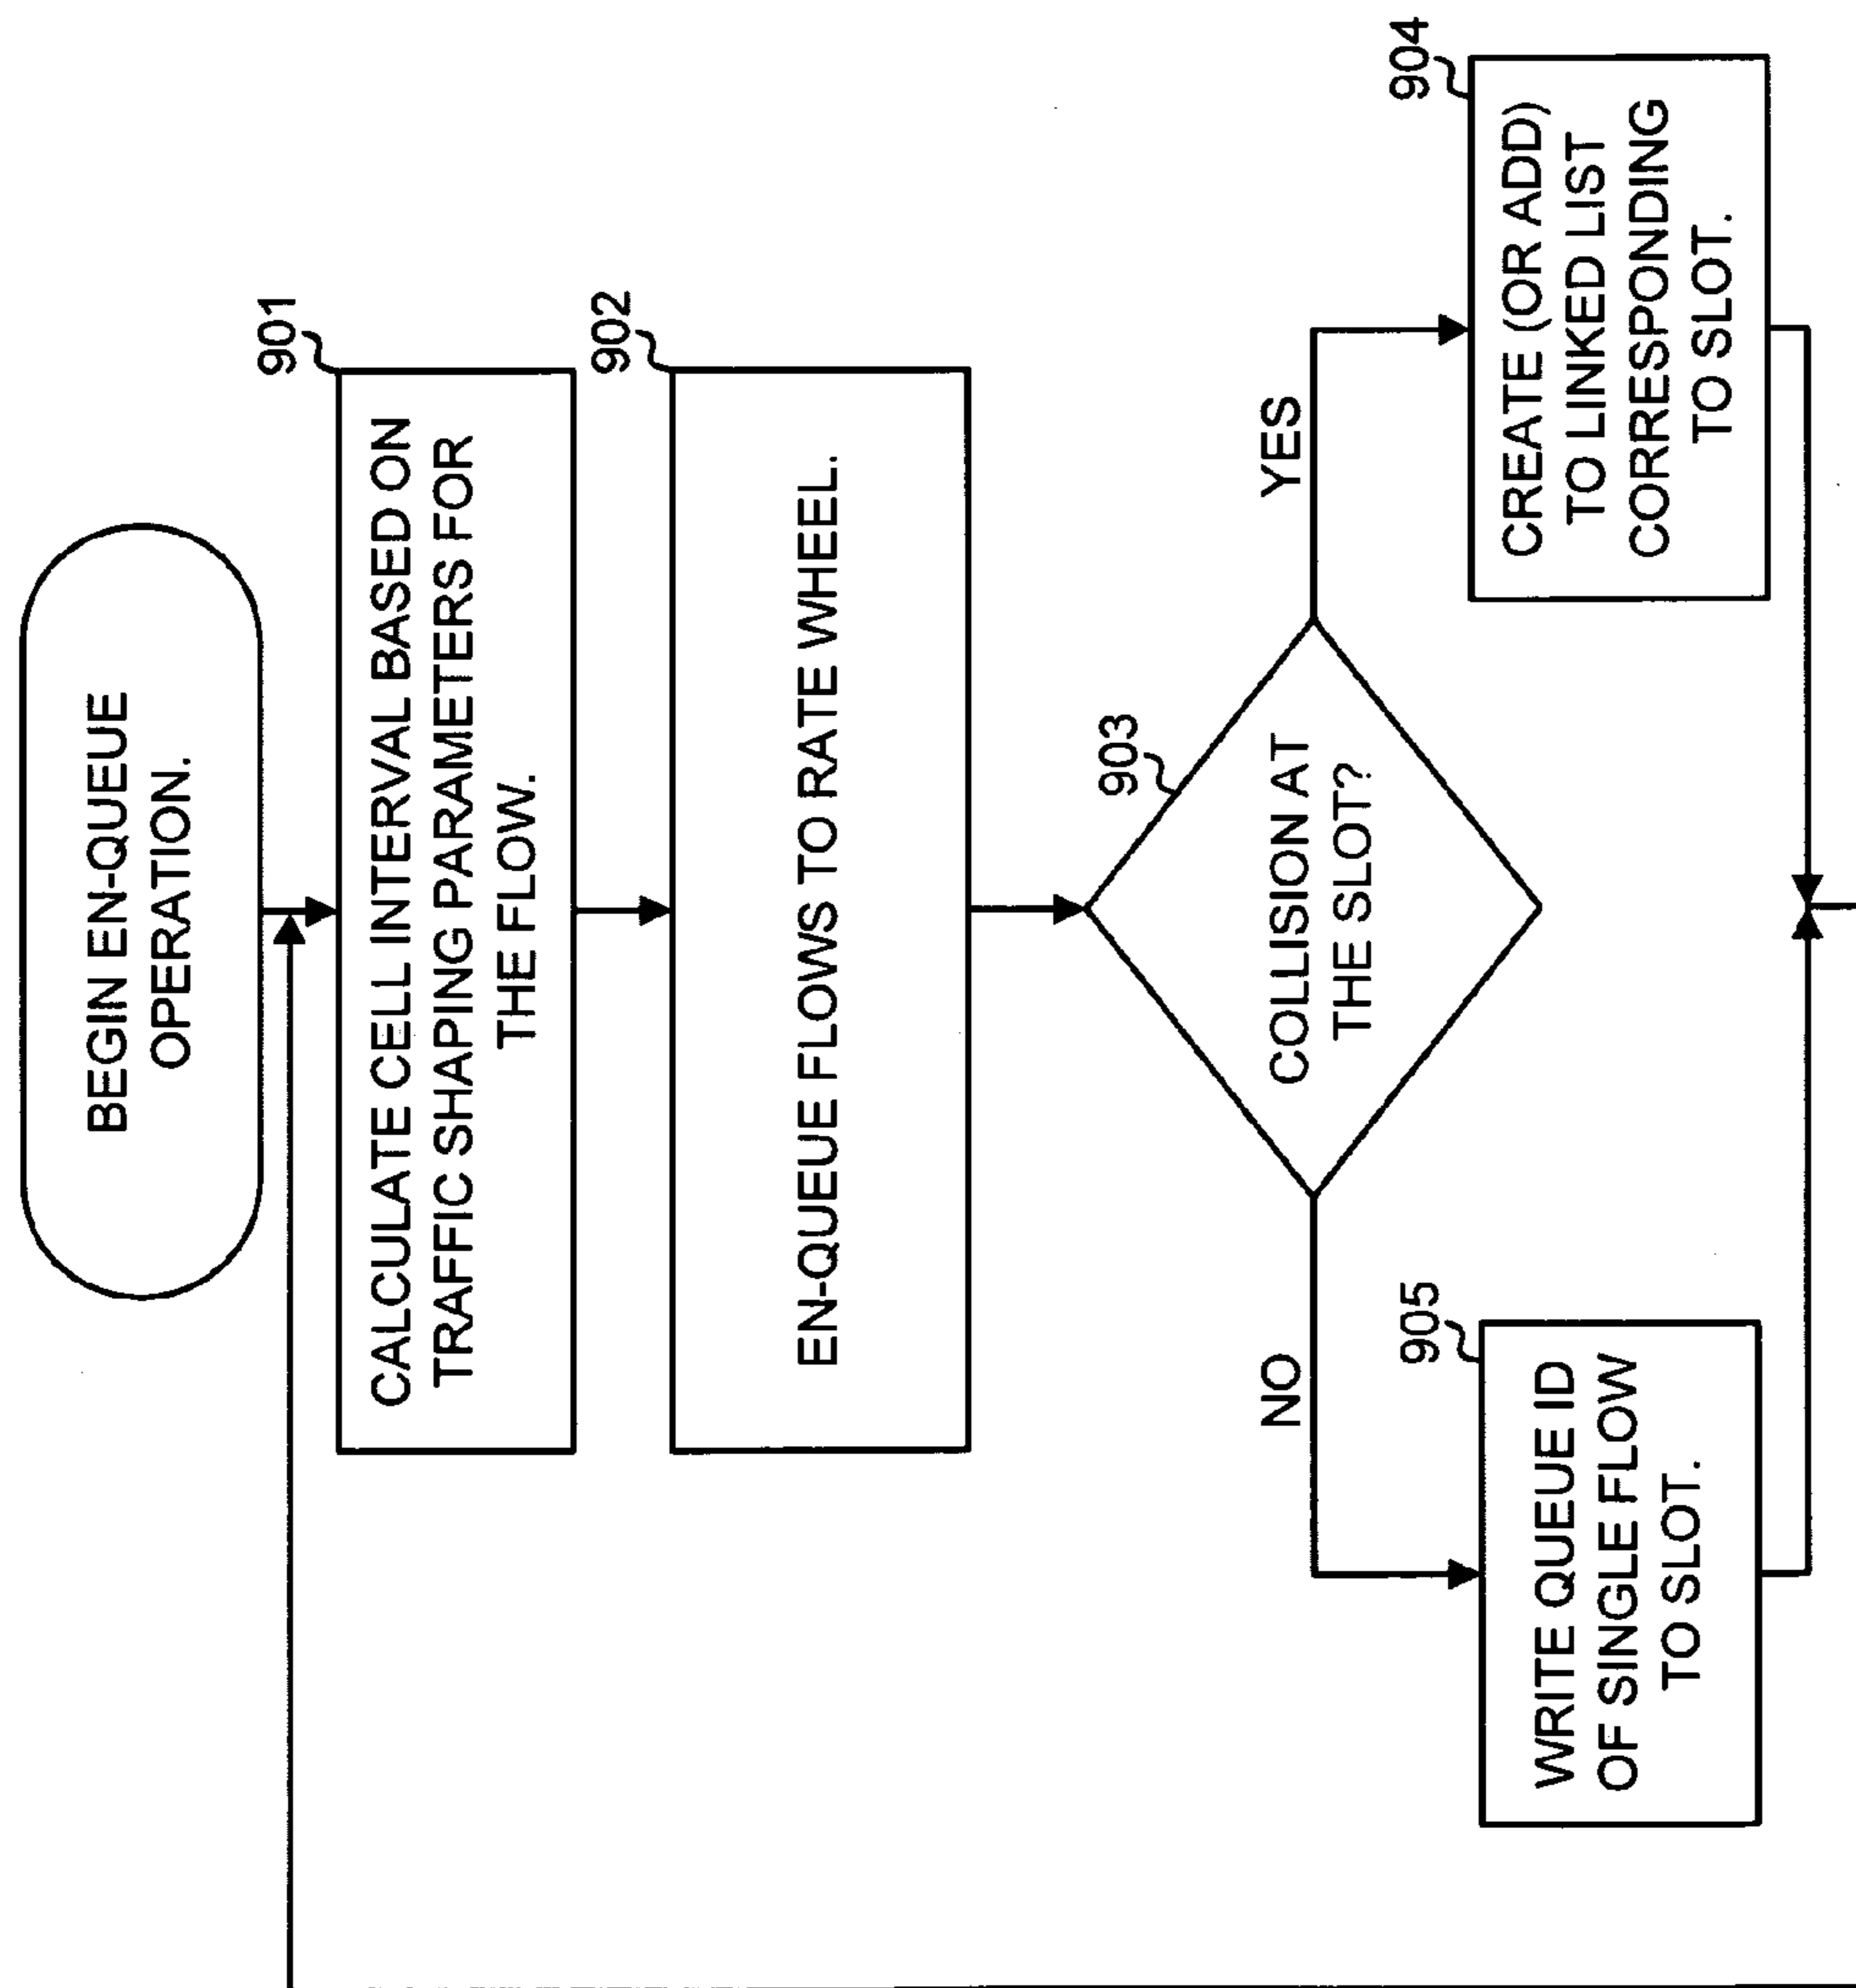 BEGIN EN-QUEUE
OPERATION.
901
CALCULATE CELL INTERVAL BASED ON
TRAFFIC SHAPING PARAMETERS FOR
THE FLOW.
902
EN-QUEUE FLOWS TO RATE WHEEL.
903
COLLISION AT
THE SLOT?
NO
YES
905
WRITE QUEUE ID
OF SINGLE FLOW
TO SLOT.
904
CREATE (OR ADD)
TO LINKED LIST
CORRESPONDING
TO SLOT.